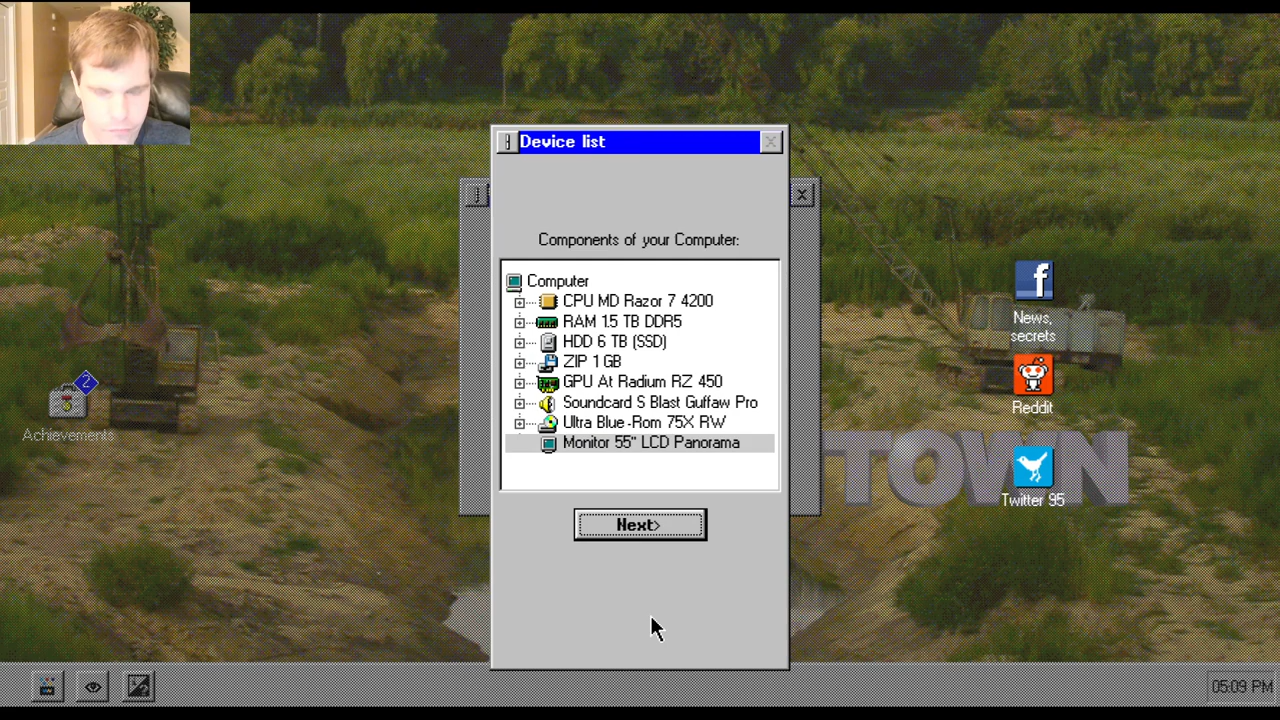 Device list
Components of your Computer:
Computer
CPU MD Razor 7 4200
RAM 1.5 TB DDR5
HDD 6 TB (SSD)
ZIP 1 GB
GPU At Radium RZ 450
Soundcard S Blast Guffaw Pro
Ultra Blue-Rom 75X RW
Monitor 55" LCD Panorama
Next>
2
Achievements
TOWN
f
News,
secrets
Reddit
Twitter 95
05:09 PM